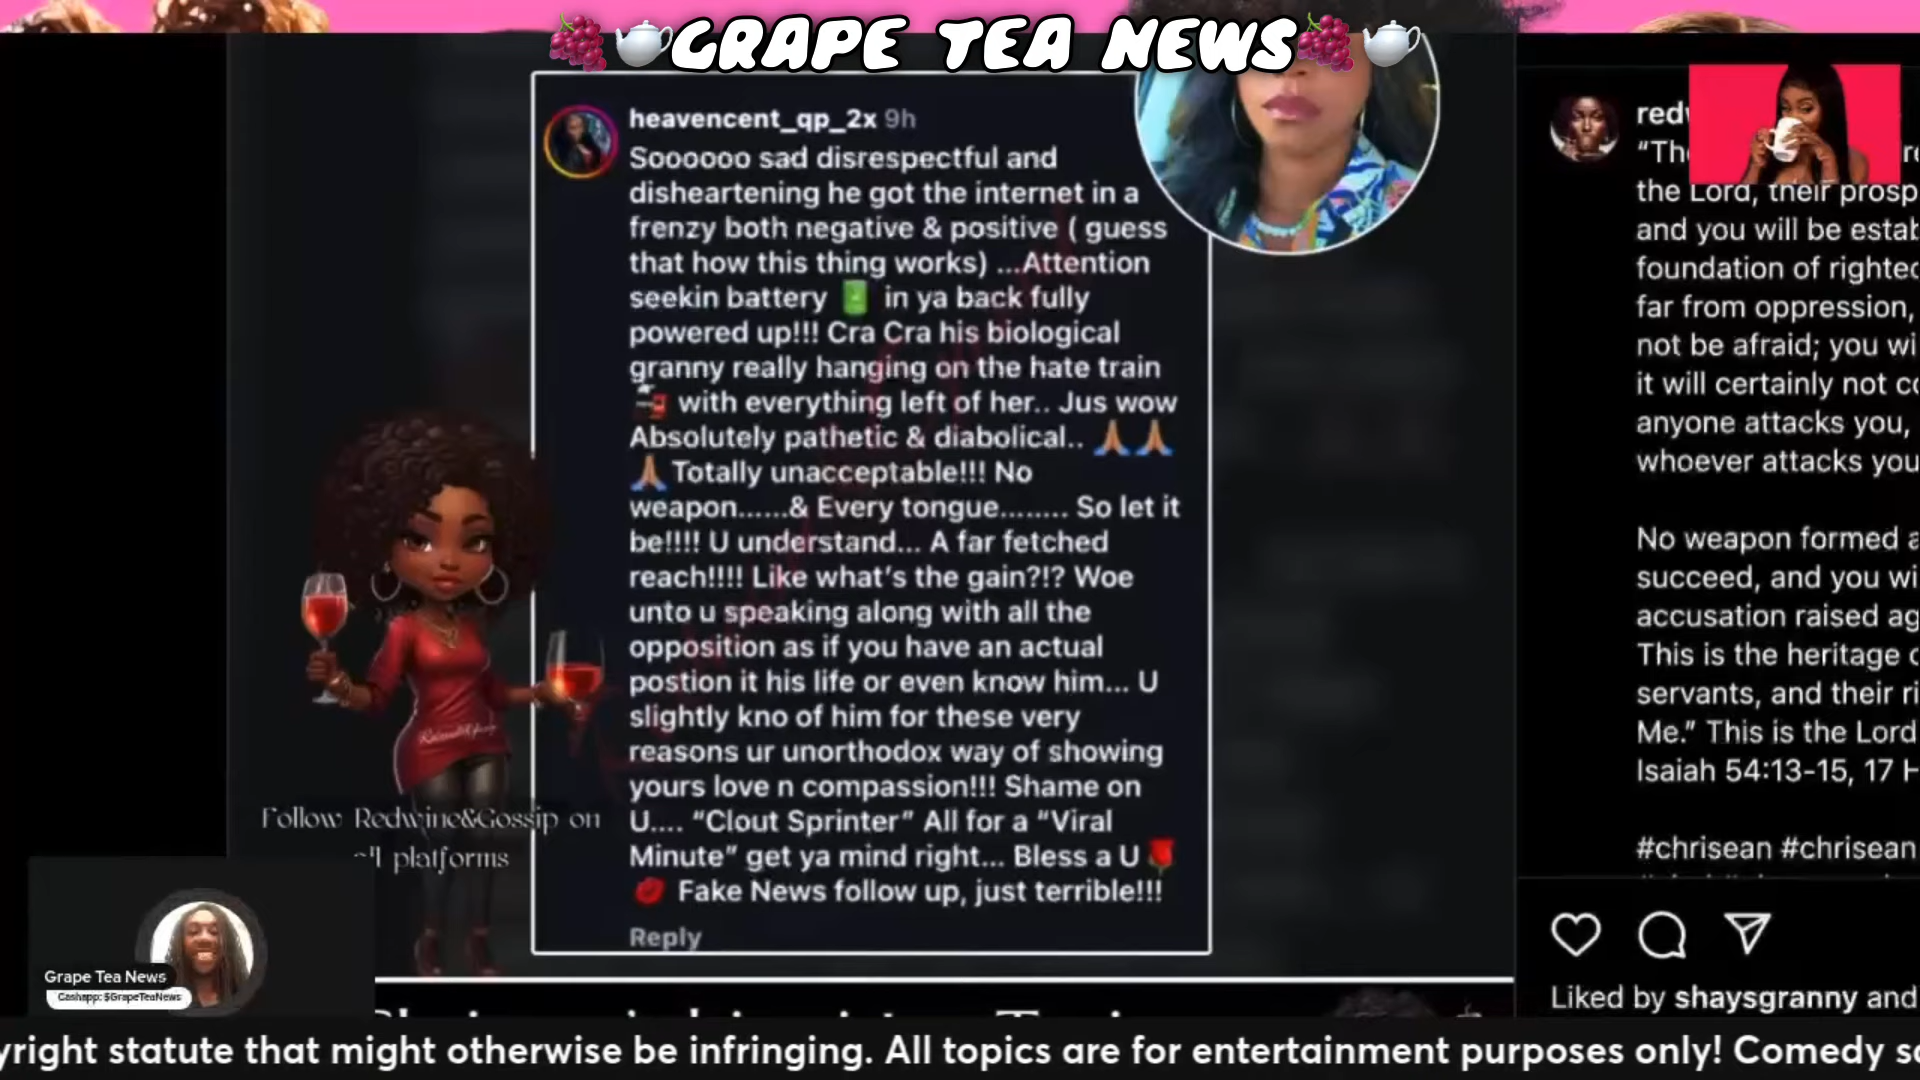 GRAPE TEA NEWS
heavencent_qp_2x 9h
Soooooo sad disrespectful and
disheartening he got the internet in a
frenzy both negative & positive ( guess
that how this thing works) ...Attention
seekin battery 🔋 in ya back fully
powered up!!! Cra Cra his biological
granny really hanging on the hate train
🚂 with everything left of her.. Jus wow
Absolutely pathetic & diabolical.. 🙏🏽🙏🏽
🙏🏽 Totally unacceptable!!! No
weapon......& Every tongue........ So let it
be!!!! U understand... A far fetched
reach!!!! Like what's the gain?!? Woe
unto u speaking along with all the
opposition as if you have an actual
postion it his life or even know him... U
slightly kno of him for these very
reasons ur unorthodox way of showing
yours love n compassion!!! Shame on
U.... "Clout Sprinter" All for a "Viral
Minute" get ya mind right... Bless a U 🌹
💋 Fake News follow up, just terrible!!!
Reply
Follow Redwine&Gossip on
all platforms
Grape Tea News
Cashapp: $GrapeTeaNews
red
"The
the Lord, their prosp
and you will be estab
foundation of righteo
far from oppression,
not be afraid; you wi
it will certainly not co
anyone attacks you,
whoever attacks you
No weapon formed a
succeed, and you wi
accusation raised ag
This is the heritage o
servants, and their ri
Me." This is the Lord
Isaiah 54:13-15, 17 H
#chrisean #chrisean
Liked by shaysgranny and
yright statute that might otherwise be infringing. All topics are for entertainment purposes only! Comedy so